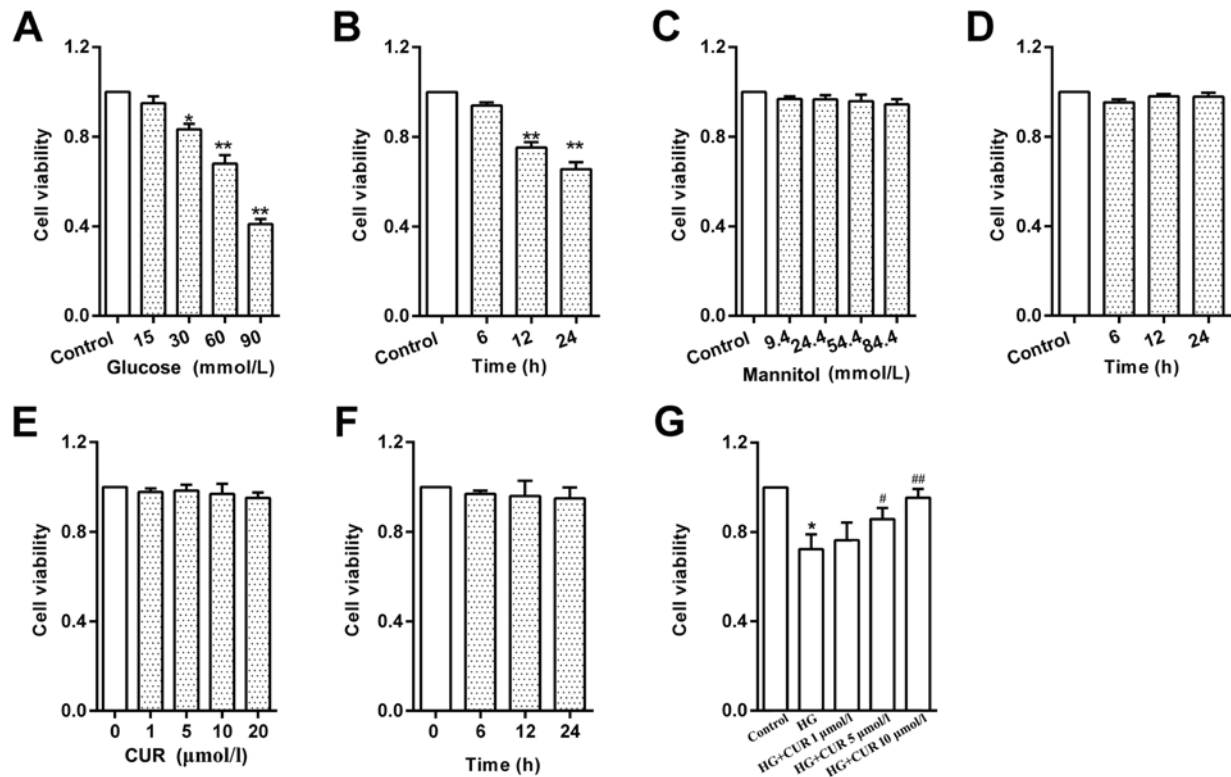 A
Cell viability
1.2
0.8
0.4
0.0
*
**
**
Control 15 30 60 90
Glucose (mmol/L)
B
Cell viability
1.2
0.8
0.4
0.0
**
**
Control 6 12 24
Time (h)
C
Cell viability
1.2
0.8
0.4
0.0
Control 9.4 24.4 54.4 84.4
Mannitol (mmol/L)
D
Cell viability
1.2
0.8
0.4
0.0
Control 6 12 24
Time (h)
E
Cell viability
1.2
0.8
0.4
0.0
0 1 5 10 20
CUR (μmol/l)
F
Cell viability
1.2
0.8
0.4
0.0
0 6 12 24
Time (h)
G
Cell viability
1.2
0.8
0.4
0.0
*
#
##
Control
HG
HG+CUR 1 μmol/l
HG+CUR 5 μmol/l
HG+CUR 10 μmol/l